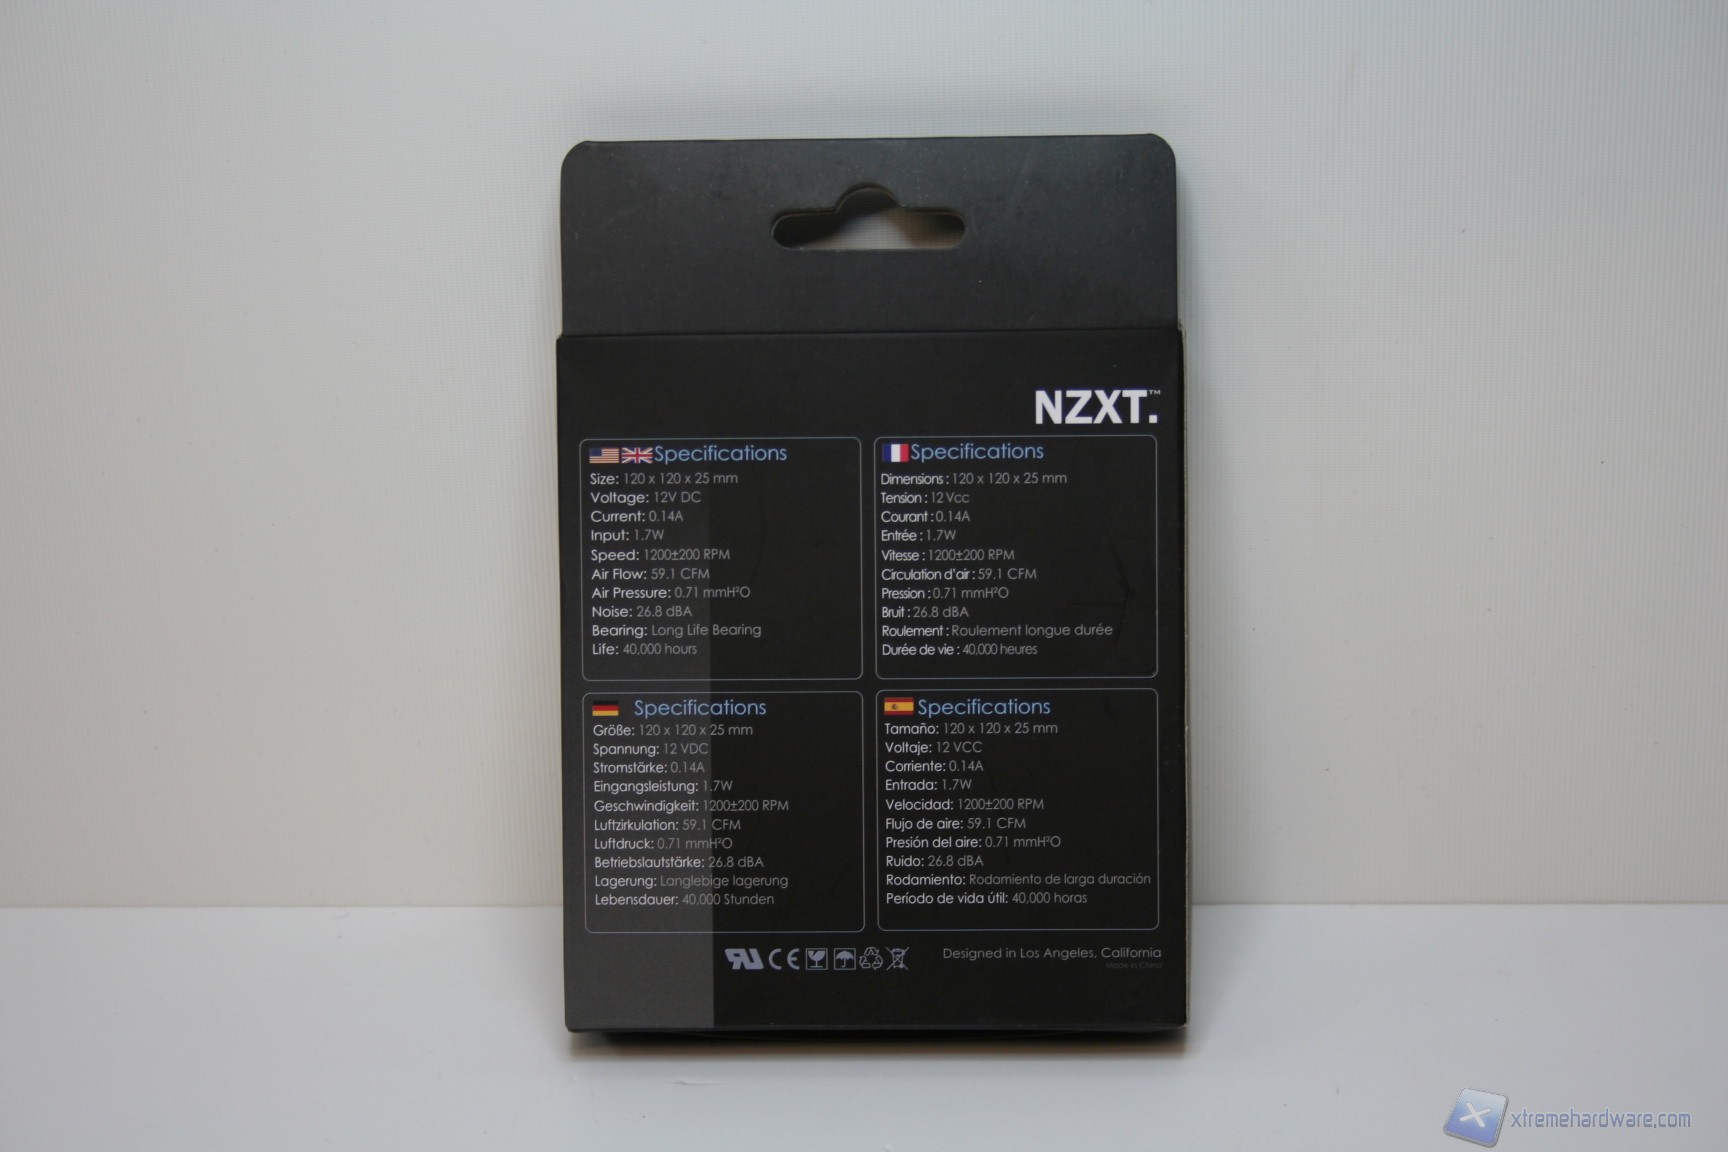 NZXT.™
Specifications
Size: 120 x 120 x 25 mm
Voltage: 12V DC
Current: 0.14A
Input: 1.7W
Speed: 1200±200 RPM
Air Flow: 59.1 CFM
Air Pressure: 0.71 mmH²O
Noise: 26.8 dBA
Bearing: Long Life Bearing
Life: 40,000 hours
Specifications
Dimensions : 120 x 120 x 25 mm
Tension : 12 Vcc
Courant : 0.14A
Entrée : 1.7W
Vitesse : 1200±200 RPM
Circulation d'air : 59.1 CFM
Pression : 0.71 mmH²O
Bruit : 26.8 dBA
Roulement : Roulement longue durée
Durée de vie : 40,000 heures
Specifications
Größe: 120 x 120 x 25 mm
Spannung: 12 VDC
Stromstärke: 0.14A
Eingangsleistung: 1.7W
Geschwindigkeit: 1200±200 RPM
Luftzirkulation: 59.1 CFM
Luftdruck: 0.71 mmH²O
Betriebslautstärke: 26.8 dBA
Lagerung: Langlebige lagerung
Lebensdauer: 40,000 Stunden
Specifications
Tamaño: 120 x 120 x 25 mm
Voltaje: 12 VCC
Corriente: 0.14A
Entrada: 1.7W
Velocidad: 1200±200 RPM
Flujo de aire: 59.1 CFM
Presión del aire: 0.71 mmH²O
Ruido: 26.8 dBA
Rodamiento: Rodamiento de larga duración
Período de vida útil: 40,000 horas
CE
Designed in Los Angeles, California
Made in China
xtremehardware.com